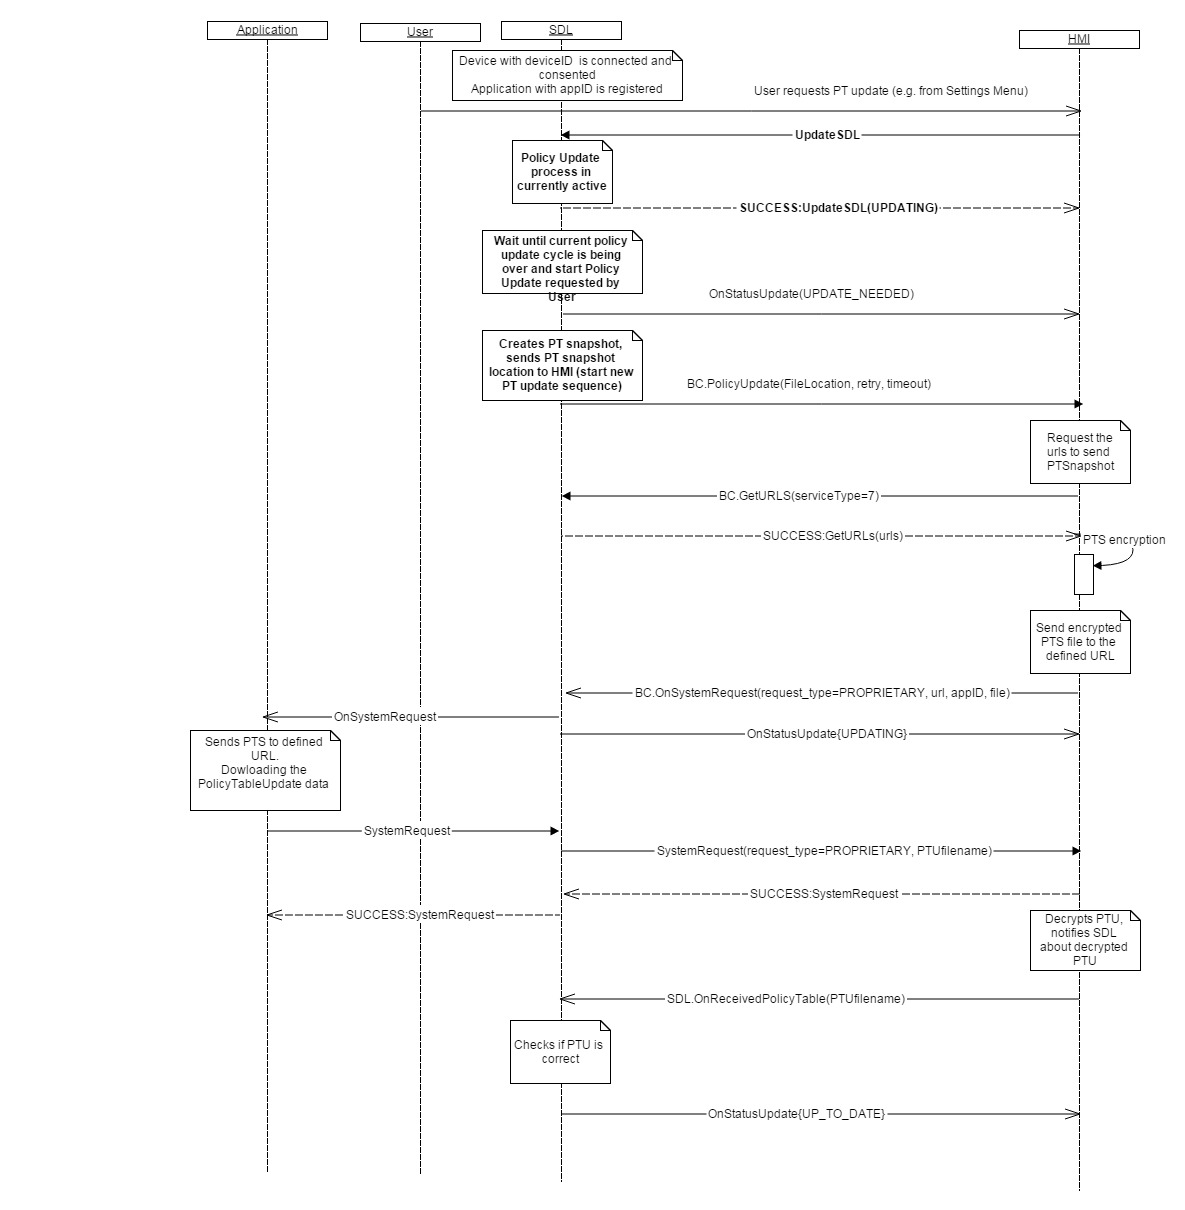 Application
User
SDL
HMI
Device with deviceID is connected and
consented
Application with appID is registered
User requests PT update (e.g. from Settings Menu)
UpdateSDL
Policy Update
process in
currently active
SUCCESS:UpdateSDL(UPDATING)
Wait until current policy
update cycle is being
over and start Policy
Update requested by
User
OnStatusUpdate(UPDATE_NEEDED)
Creates PT snapshot,
sends PT snapshot
location to HMI (start new
PT update sequence)
BC.PolicyUpdate(FileLocation, retry, timeout)
Request the
urls to send
PTSnapshot
BC.GetURLS(serviceType=7)
SUCCESS:GetURLs(urls)
PTS encryption
Send encrypted
PTS file to the
defined URL
BC.OnSystemRequest(request_type=PROPRIETARY, url, appID, file)
OnSystemRequest
OnStatusUpdate{UPDATING}
Sends PTS to defined
URL.
Dowloading the
PolicyTableUpdate data
SystemRequest
SystemRequest(request_type=PROPRIETARY, PTUfilename)
SUCCESS:SystemRequest
SUCCESS:SystemRequest
Decrypts PTU,
notifies SDL
about decrypted
PTU
SDL.OnReceivedPolicyTable(PTUfilename)
Checks if PTU is
correct
OnStatusUpdate{UP_TO_DATE}